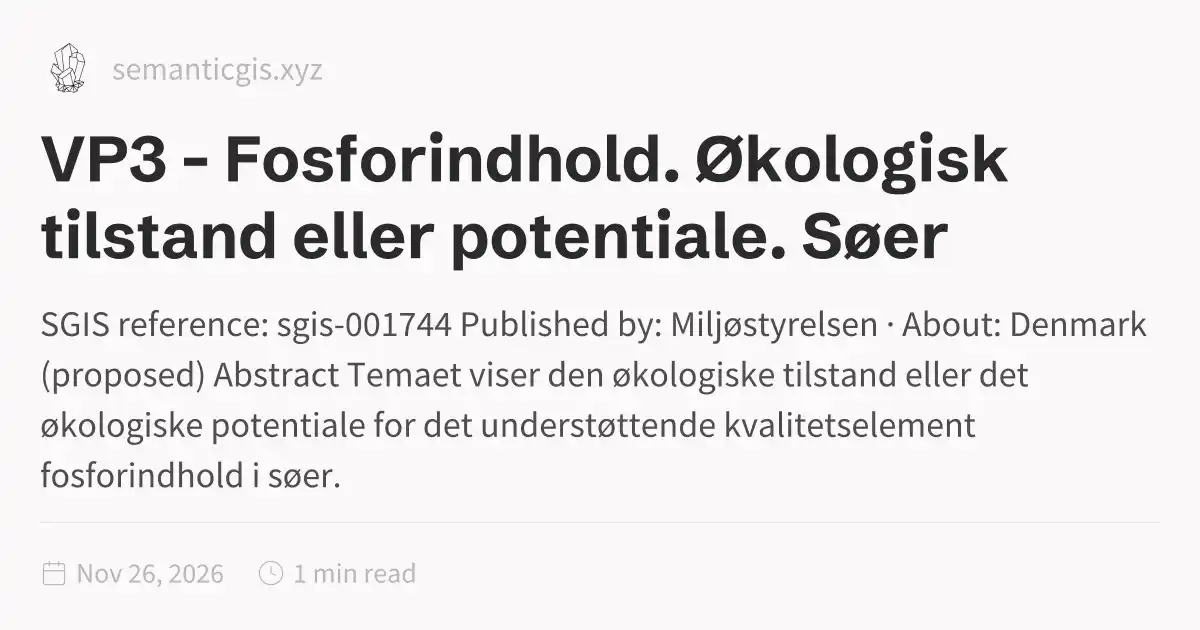 semanticgis.xyz
VP3 - Fosforindhold. Økologisk
tilstand eller potentiale. Søer
SGIS reference: sgis-001744 Published by: Miljøstyrelsen · About: Denmark
(proposed) Abstract Temaet viser den økologiske tilstand eller det
økologiske potentiale for det understøttende kvalitetselement
fosforindhold i søer.
Nov 26, 2026 1 min read